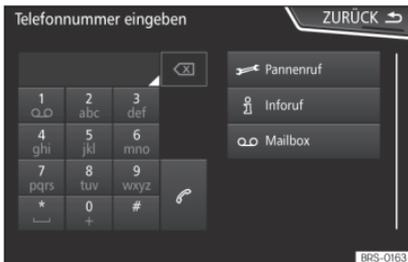 Telefonnummer eingeben
ZURÜCK
Pannenruf
Inforuf
Mailbox
1
2 abc
3 def
4 ghi
5 jkl
6 mno
7 pqrs
8 tuv
9 wxyz
*
0 +
#
BRS-0163